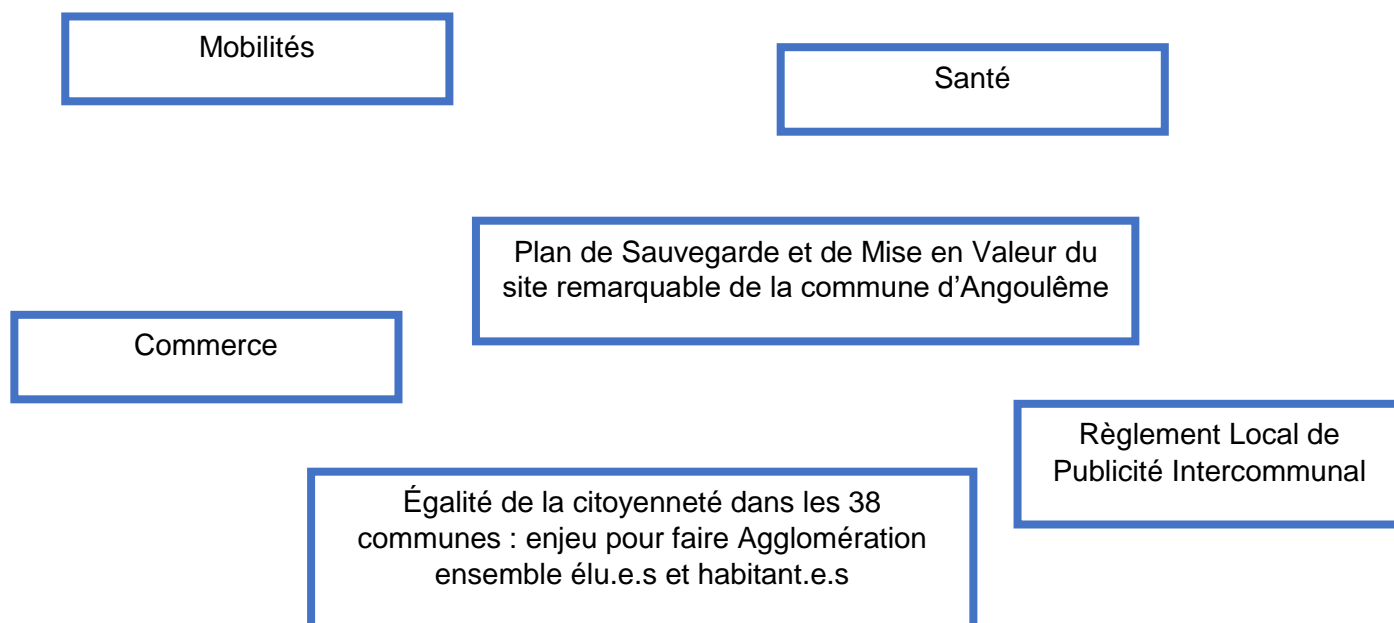 Mobilités
Santé
Plan de Sauvegarde et de Mise en Valeur du
site remarquable de la commune d’Angoulême
Commerce
Règlement Local de
Publicité Intercommunal
Égalité de la citoyenneté dans les 38
communes : enjeu pour faire Agglomération
ensemble élu.e.s et habitant.e.s